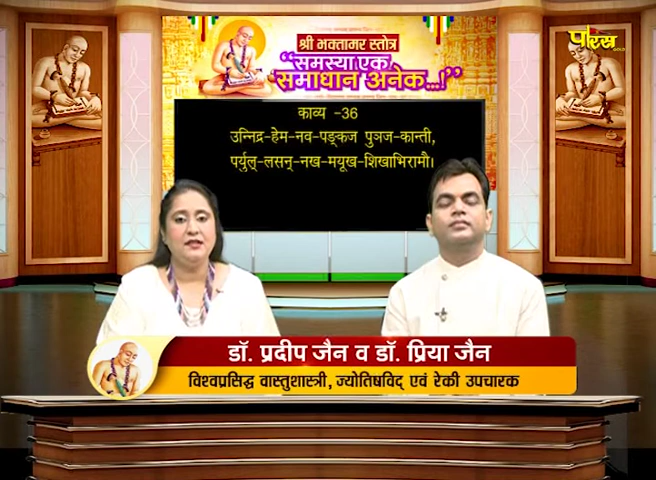 श्री भक्तामर स्तोत्र
पारस
“समस्या एक,
समाधान अनेक...!”
काव्य -36
उन्निद्र-हेम-नव-पङ्कज पुञज-कान्ती,
पर्युल्-लसन्-नख-मयूख-शिखाभिरामौ।
डॉ. प्रदीप जैन व डॉ. प्रिया जैन
विश्वप्रसिद्ध वास्तुशास्त्री, ज्योतिषविद् एवं रेकी उपचारक